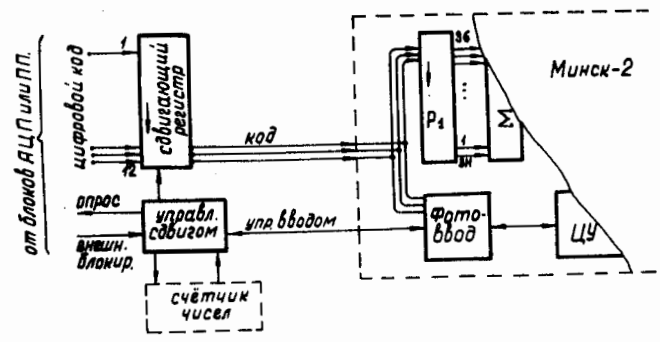 от блоков АЦП или ПП.
цифровой код
1
12
сдвигающий
регистр
код
опрос
внешн.
блокир.
управл.
сдвигом
упр. вводом
счётчик
чисел
36
Р1
1
ЗН
Σ
Минск-2
Фото-
ввод
ЦУ